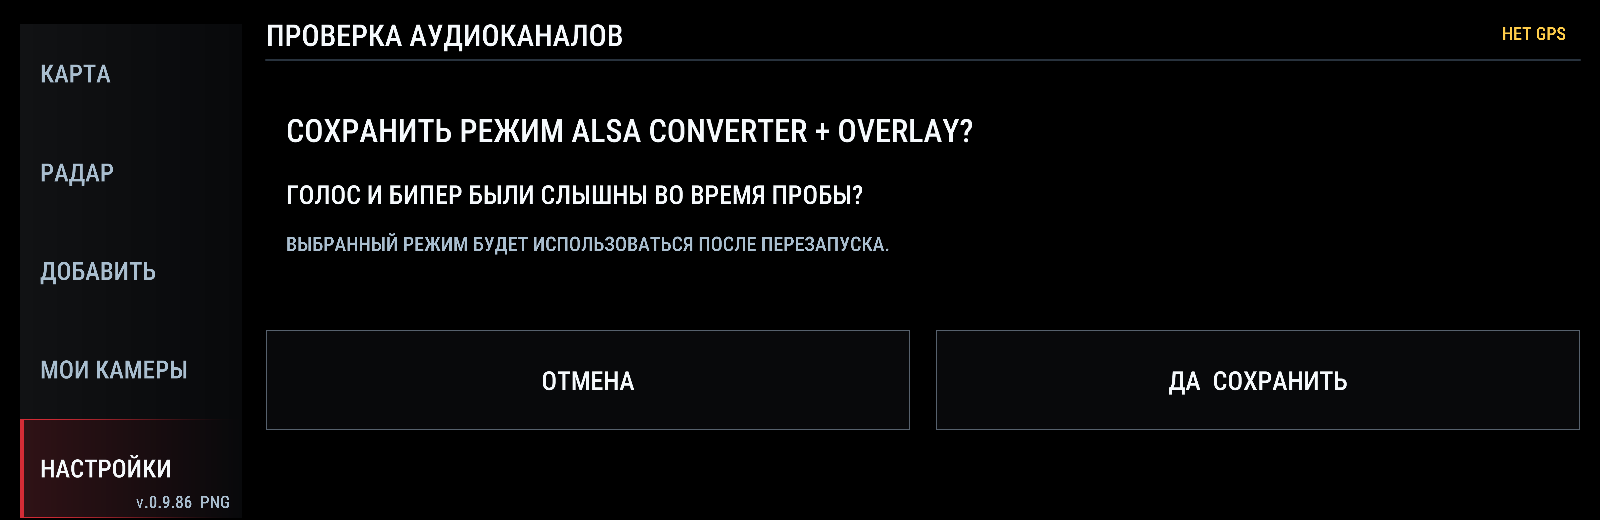 ПРОВЕРКА АУДИОКАНАЛОВ
НЕТ GPS
КАРТА
РАДАР
ДОБАВИТЬ
МОИ КАМЕРЫ
НАСТРОЙКИ
v.0.9.86 PNG
СОХРАНИТЬ РЕЖИМ ALSA CONVERTER + OVERLAY?
ГОЛОС И БИПЕР БЫЛИ СЛЫШНЫ ВО ВРЕМЯ ПРОБЫ?
ВЫБРАННЫЙ РЕЖИМ БУДЕТ ИСПОЛЬЗОВАТЬСЯ ПОСЛЕ ПЕРЕЗАПУСКА.
ОТМЕНА
ДА СОХРАНИТЬ